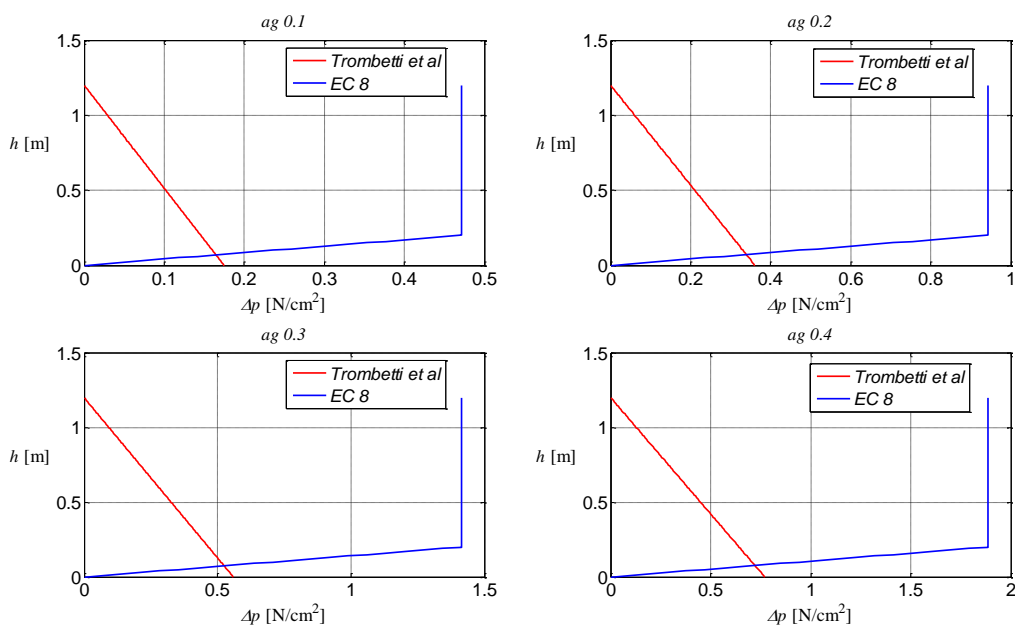 ag 0.1
1.5
1
0.5
0
h [m]
Trombetti et al
EC 8
0 0.1 0.2 0.3 0.4 0.5
Δp [N/cm²]
ag 0.2
1.5
1
0.5
0
h [m]
Trombetti et al
EC 8
0 0.2 0.4 0.6 0.8 1
Δp [N/cm²]
ag 0.3
1.5
1
0.5
0
h [m]
Trombetti et al
EC 8
0 0.5 1 1.5
Δp [N/cm²]
ag 0.4
1.5
1
0.5
0
h [m]
Trombetti et al
EC 8
0 0.5 1 1.5 2
Δp [N/cm²]